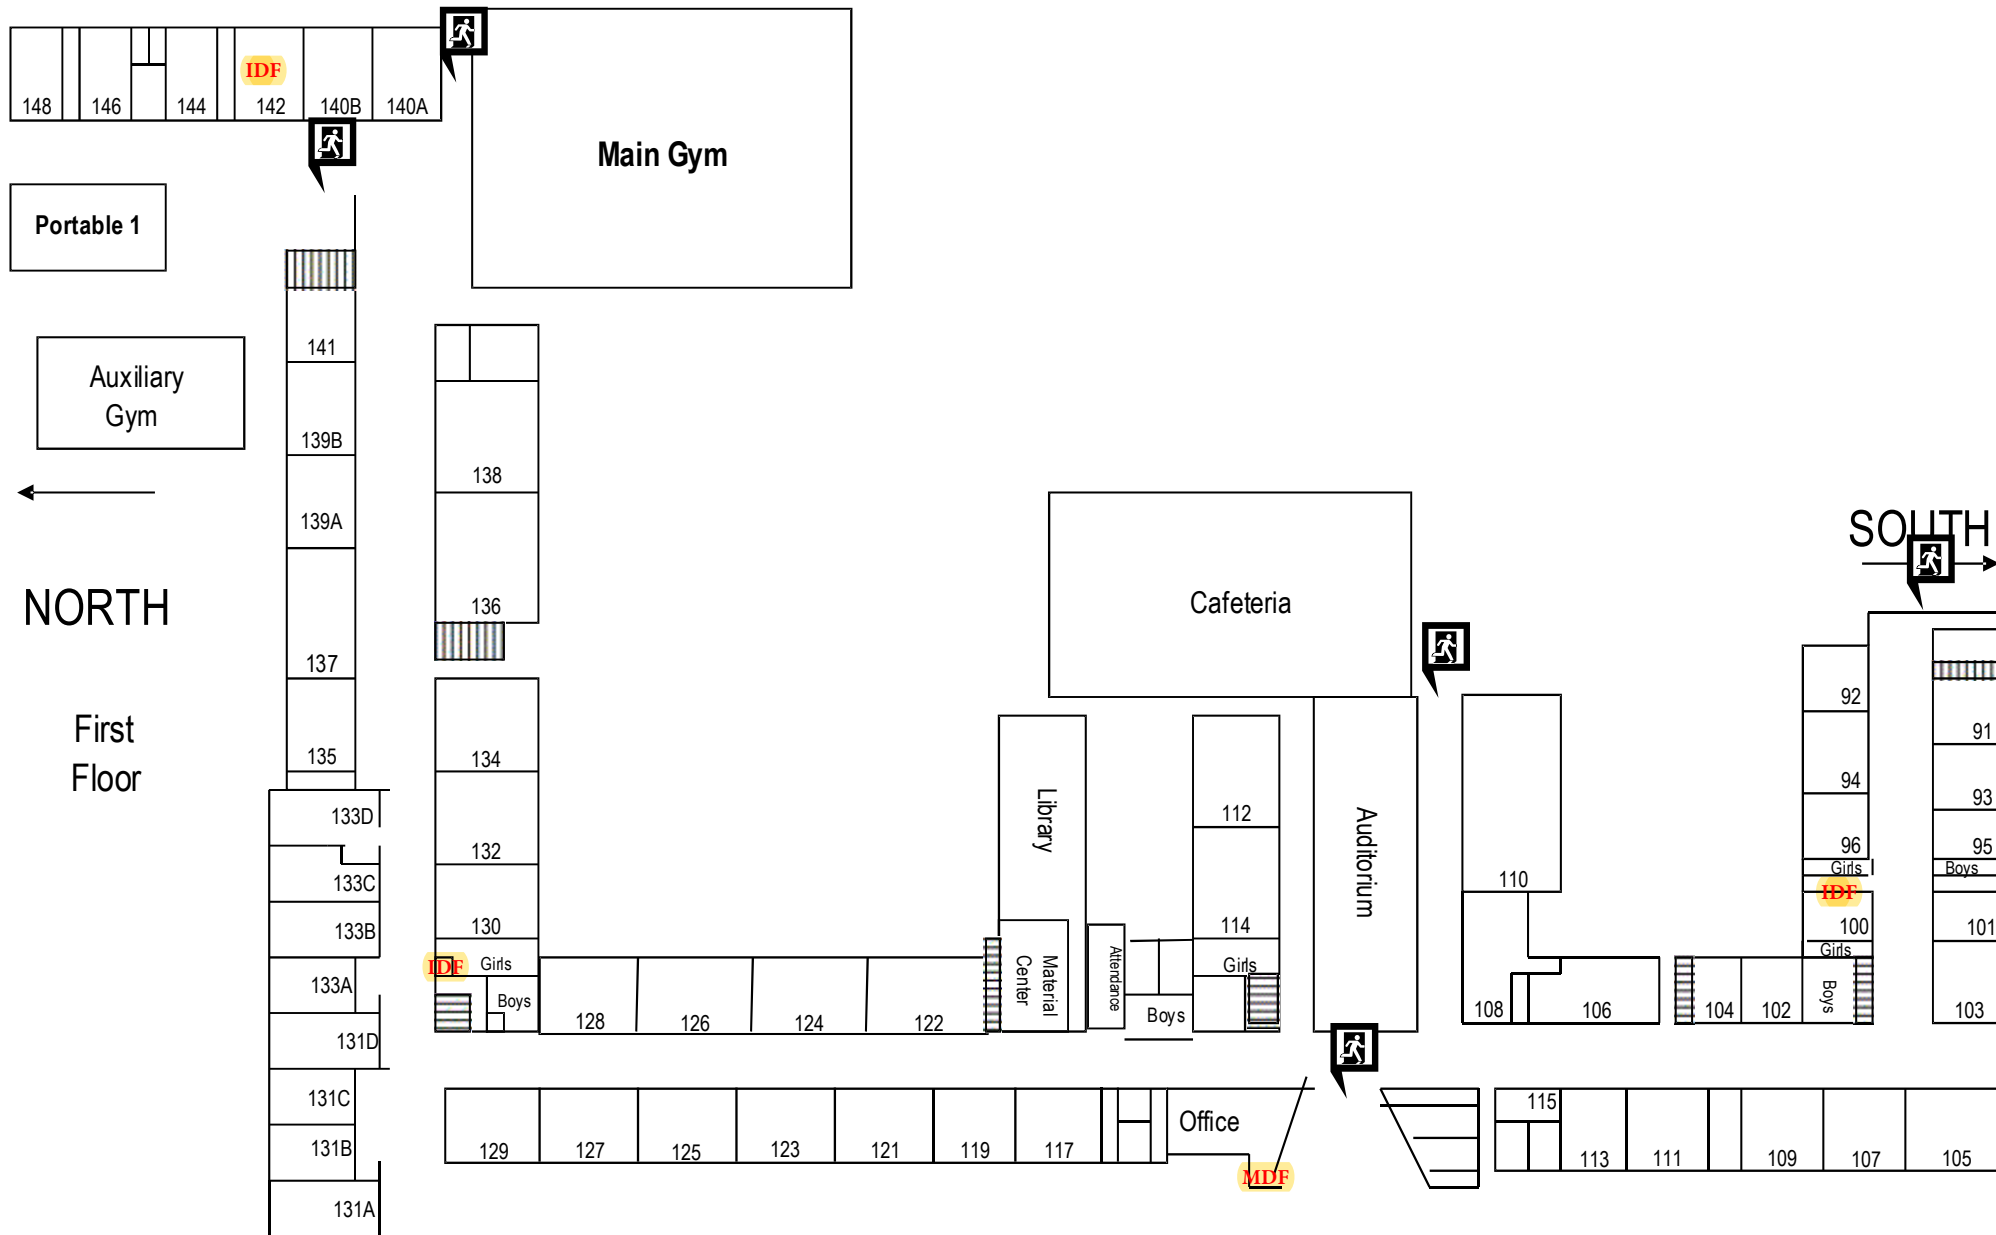 IDF
148
146
144
142
140B
140A
Main Gym
Portable 1
141
Auxiliary
Gym
139B
138
139A
SOUTH
NORTH
136
Cafeteria
137
92
First
Floor
91
135
134
94
93
133D
Library
112
Auditorium
132
96
95
Girls
Boys
133C
110
IDF
130
114
100
101
133B
Girls
IDF
Girls
Girls
Material
Center
Attendance
133A
Boys
Boys
128
126
124
122
Boys
108
106
104
102
103
131D
131C
115
Office
129
127
125
123
121
119
117
131B
113
111
109
107
105
MDF
131A